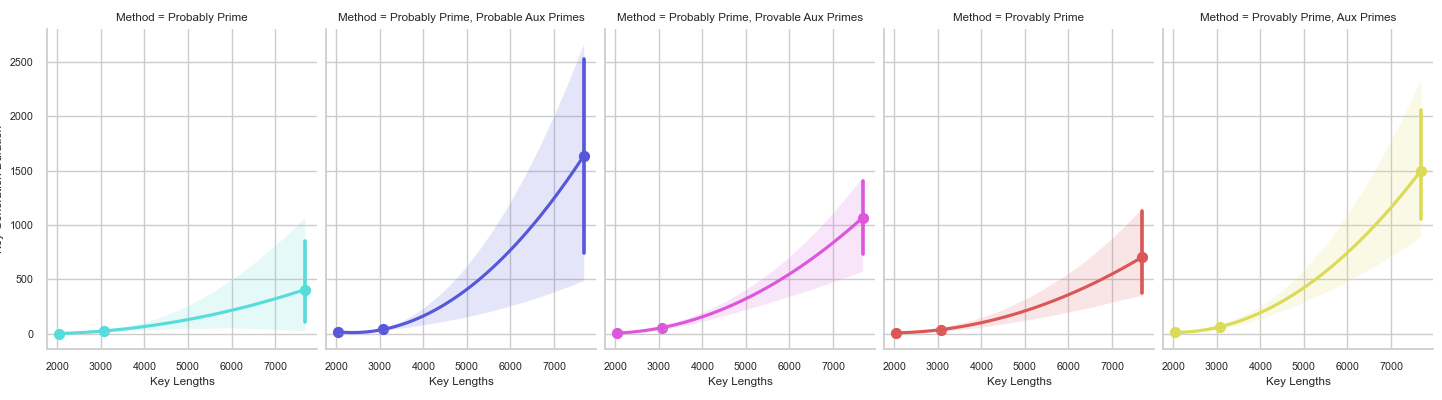 Method = Probably Prime
Method = Probably Prime, Probable Aux Primes
Method = Probably Prime, Provable Aux Primes
Method = Provably Prime
Method = Provably Prime, Aux Primes
2500
2000
1500
1000
500
0
2000 3000 4000 5000 6000 7000
2000 3000 4000 5000 6000 7000
2000 3000 4000 5000 6000 7000
2000 3000 4000 5000 6000 7000
2000 3000 4000 5000 6000 7000
Key Lengths
Key Lengths
Key Lengths
Key Lengths
Key Lengths